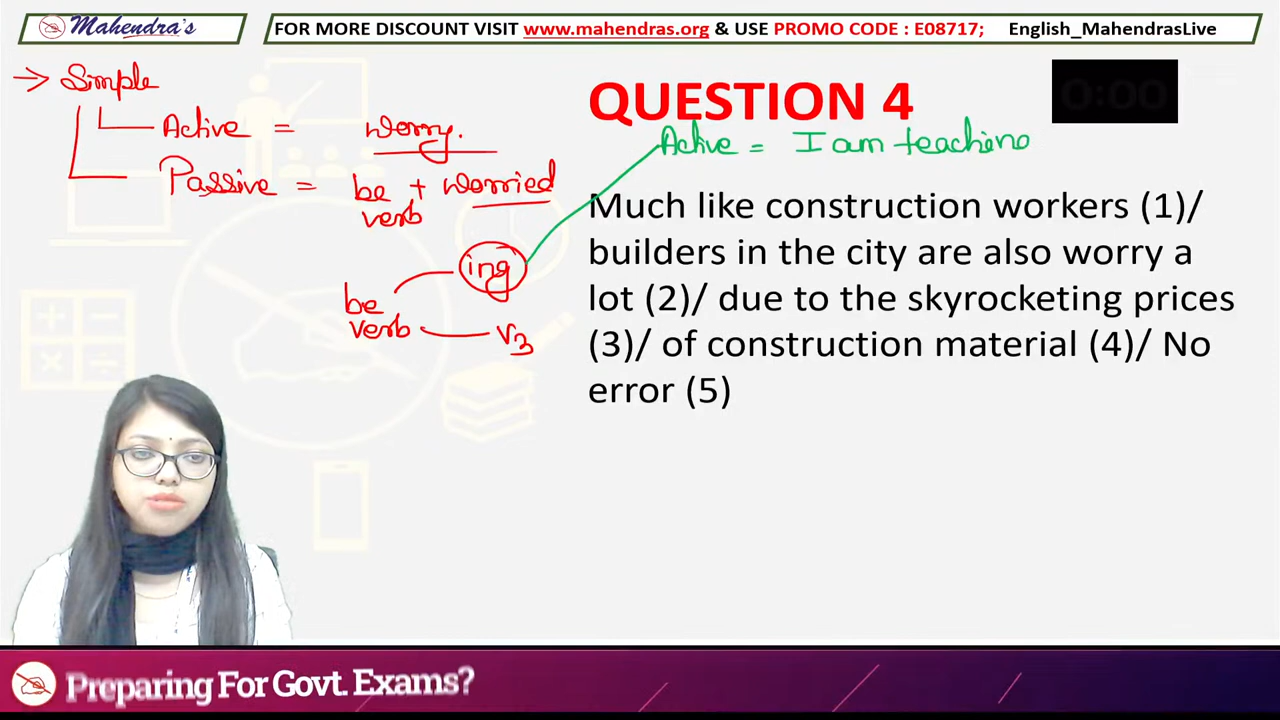 Mahendra's
FOR MORE DISCOUNT VISIT www.mahendras.org & USE PROMO CODE : E08717; English_MahendrasLive
→ Simple
Active = worry.
Passive = be + worried
verb
ing
be
verb
V3
QUESTION 4
0:00
Active = I am teaching
Much like construction workers (1)/
builders in the city are also worry a
lot (2)/ due to the skyrocketing prices
(3)/ of construction material (4)/ No
error (5)
Preparing For Govt. Exams?